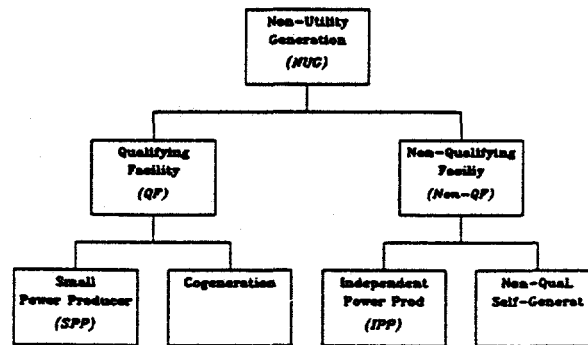 Non-Utility
Generation
(NUG)
Qualifying
Facility
(QF)
Non-Qualifying
Faciliy
(Non-QF)
Small
Power Producer
(SPP)
Cogeneration
Independent
Power Prod
(IPP)
Non-Qual.
Self-Generat